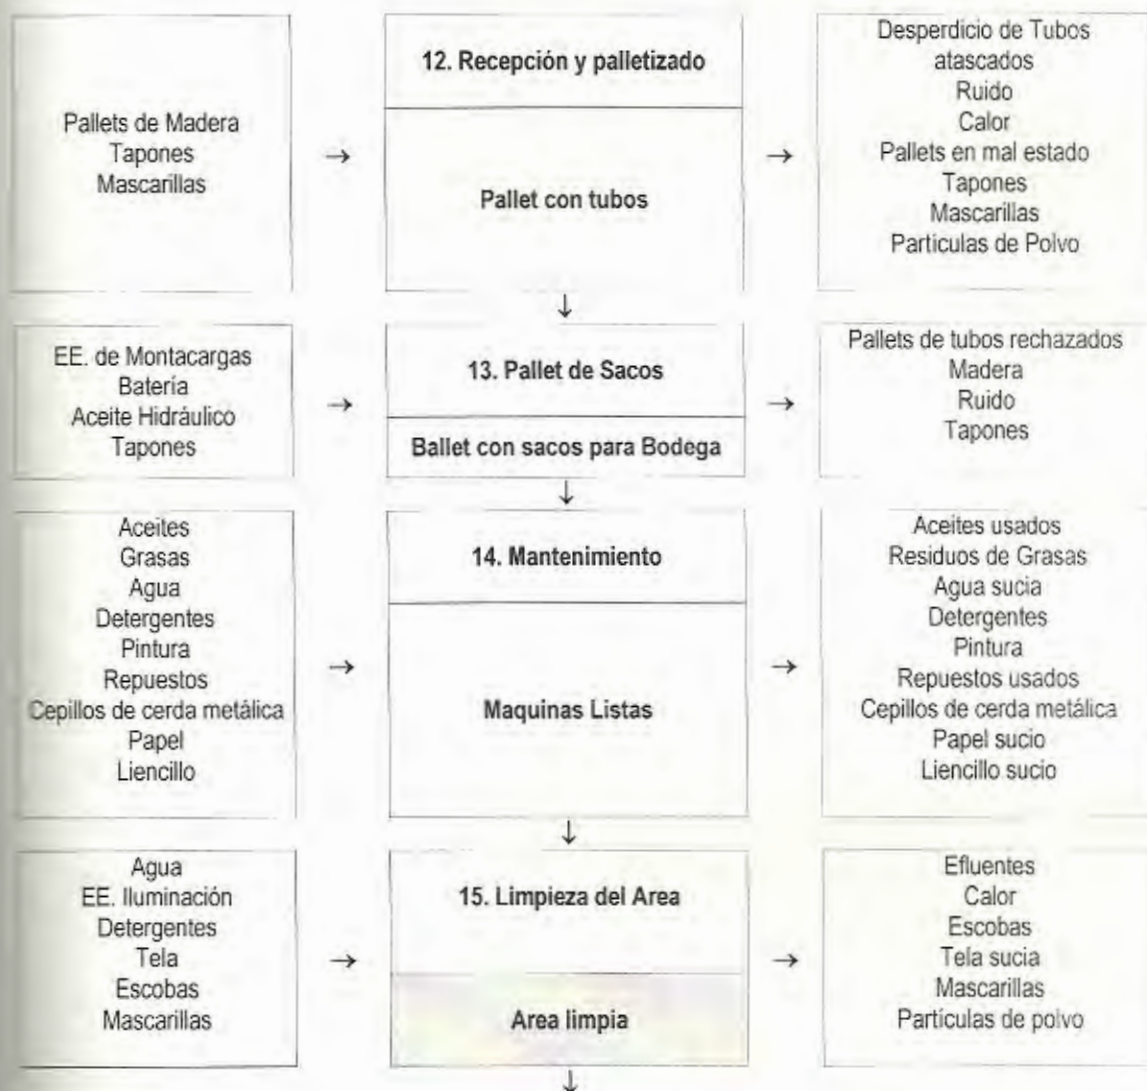 Pallets de Madera
Tapones
Mascarillas
→
12. Recepción y palletizado
Pallet con tubos
→
Desperdicio de Tubos
atascados
Ruido
Calor
Pallets en mal estado
Tapones
Mascarillas
Particulas de Polvo
↓
EE. de Montacargas
Batería
Aceite Hidráulico
Tapones
→
13. Pallet de Sacos
Ballet con sacos para Bodega
→
Pallets de tubos rechazados
Madera
Ruido
Tapones
↓
Aceites
Grasas
Agua
Detergentes
Pintura
Repuestos
Cepillos de cerda metálica
Papel
Liencillo
→
14. Mantenimiento
Maquinas Listas
→
Aceites usados
Residuos de Grasas
Agua sucia
Detergentes
Pintura
Repuestos usados
Cepillos de cerda metálica
Papel sucio
Liencillo sucio
↓
Agua
EE. Iluminación
Detergentes
Tela
Escobas
Mascarillas
→
15. Limpieza del Area
Area limpia
→
Efluentes
Calor
Escobas
Tela sucia
Mascarillas
Partículas de polvo
↓